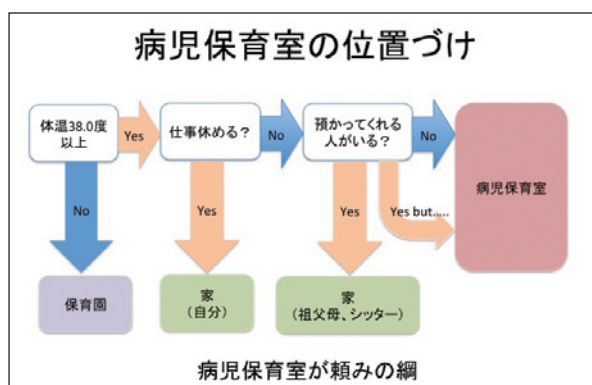 病児保育室の位置づけ
体温38.0度
以上
Yes
仕事休める？
No
預かってくれる
人がいる？
No
病児保育室
No
Yes
Yes
Yes but.....
保育園
家
（自分）
家
（祖父母、シッター）
病児保育室が頼みの綱